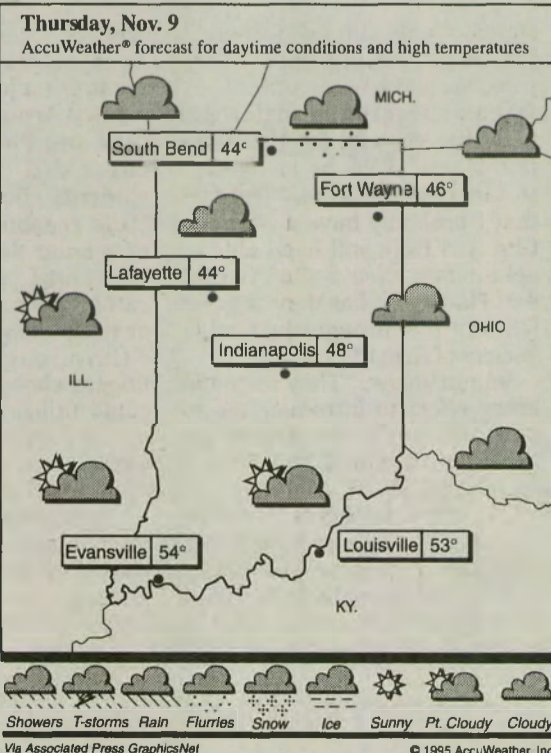 Thursday, Nov. 9
AccuWeather® forecast for daytime conditions and high temperatures
MICH.
South Bend 44°
Fort Wayne 46°
Lafayette 44°
OHIO
Indianapolis 48°
ILL.
Evansville 54°
Louisville 53°
KY.
Showers T-storms Rain Flurries Snow Ice Sunny Pt. Cloudy Cloudy
Via Associated Press GraphicsNet
© 1995 AccuWeather, Inc.